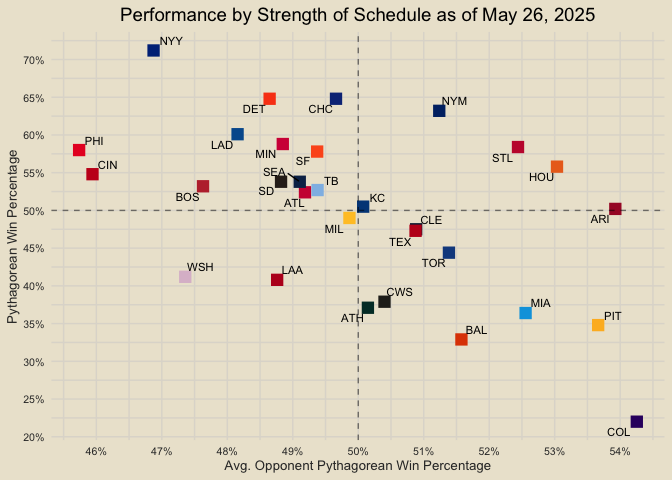 Performance by Strength of Schedule as of May 26, 2025
NYY
70%
65%
DET
CHC
NYM
60%
LAD
PHI
MIN
SF
STL
CIN
HOU
55%
SEA
TB
BOS
SD
ATL
KC
50%
ARI
MIL
CLE
TEX
45%
TOR
WSH
LAA
40%
CWS
ATH
MIA
PIT
35%
BAL
30%
25%
COL
20%
46% 47% 48% 49% 50% 51% 52% 53% 54%
Avg. Opponent Pythagorean Win Percentage
Pythagorean Win Percentage